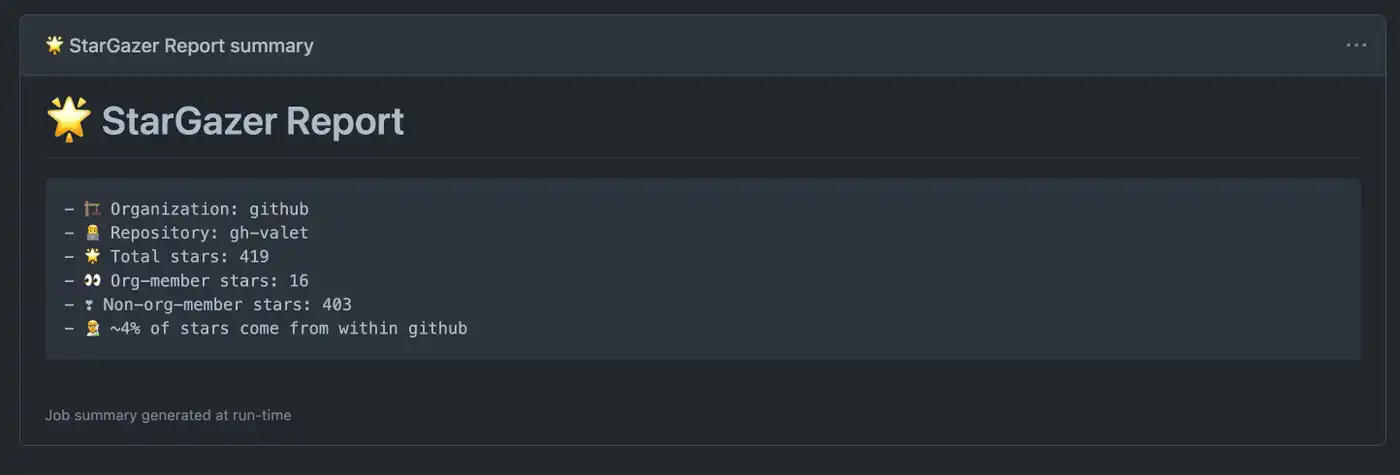 🌟 StarGazer Report summary
🌟 StarGazer Report
- 🏗️ Organization: github
- 🧑‍💻 Repository: gh-valet
- 🌟 Total stars: 419
- 👀 Org-member stars: 16
- ❣ Non-org-member stars: 403
- 🧑‍🚀 ~4% of stars come from within github
Job summary generated at run-time